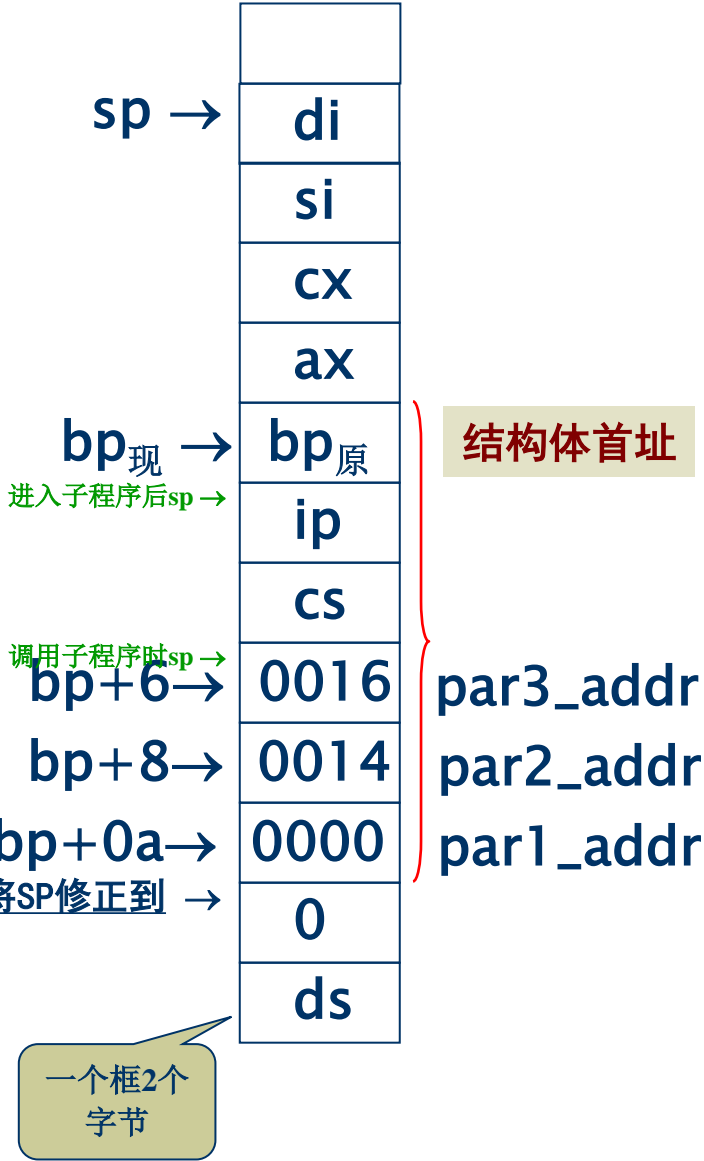 sp → di
si
cx
ax
bp现 → bp原 结构体首址
进入子程序后sp →
ip
cs
调用子程序时sp →
bp+6→ 0016 par3_addr
bp+8→ 0014 par2_addr
bp+0a→ 0000 par1_addr
将SP修正到 →
0
ds
一个框2个
字节